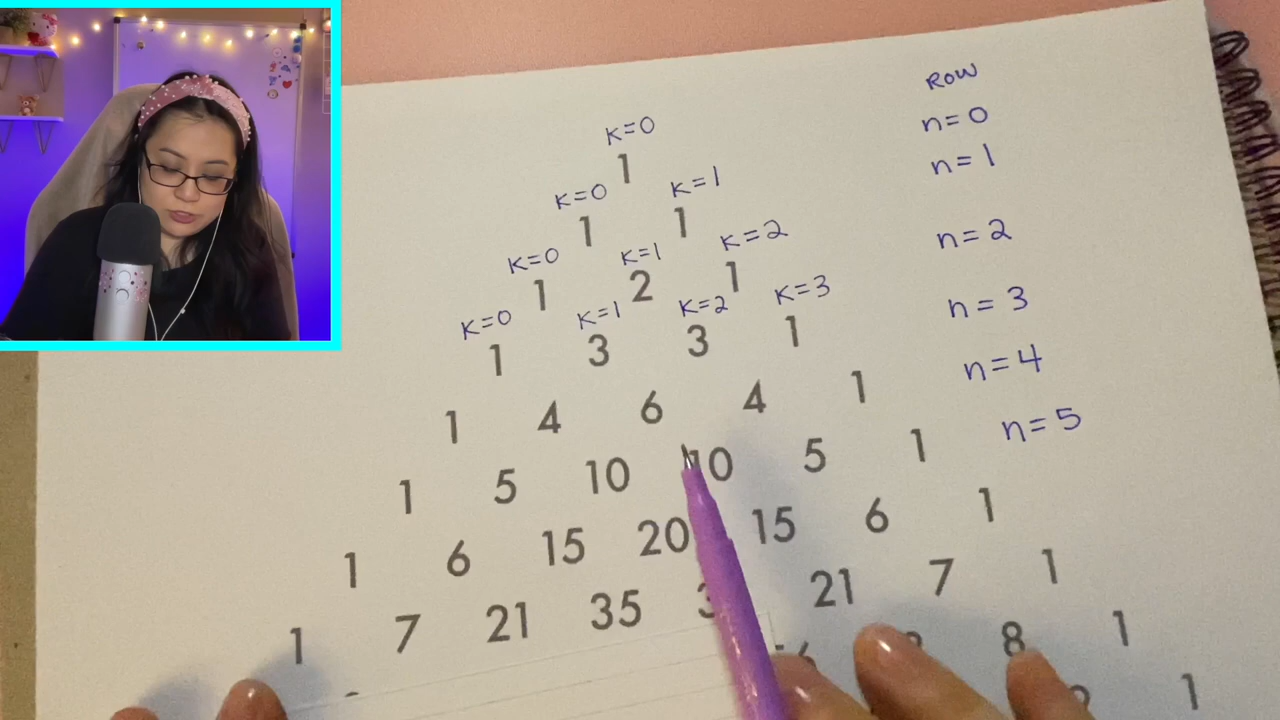 ROW
k=0
1 n=0
k=0 k=1
1 1 n=1
k=0 k=1 k=2
1 2 1 n=2
k=0 k=1 k=2 k=3
1 3 3 1 n=3
1 4 6 4 1 n=4
1 5 10 10 5 1 n=5
1 6 15 20 15 6 1
1 7 21 35 21 7 1
8 1
1